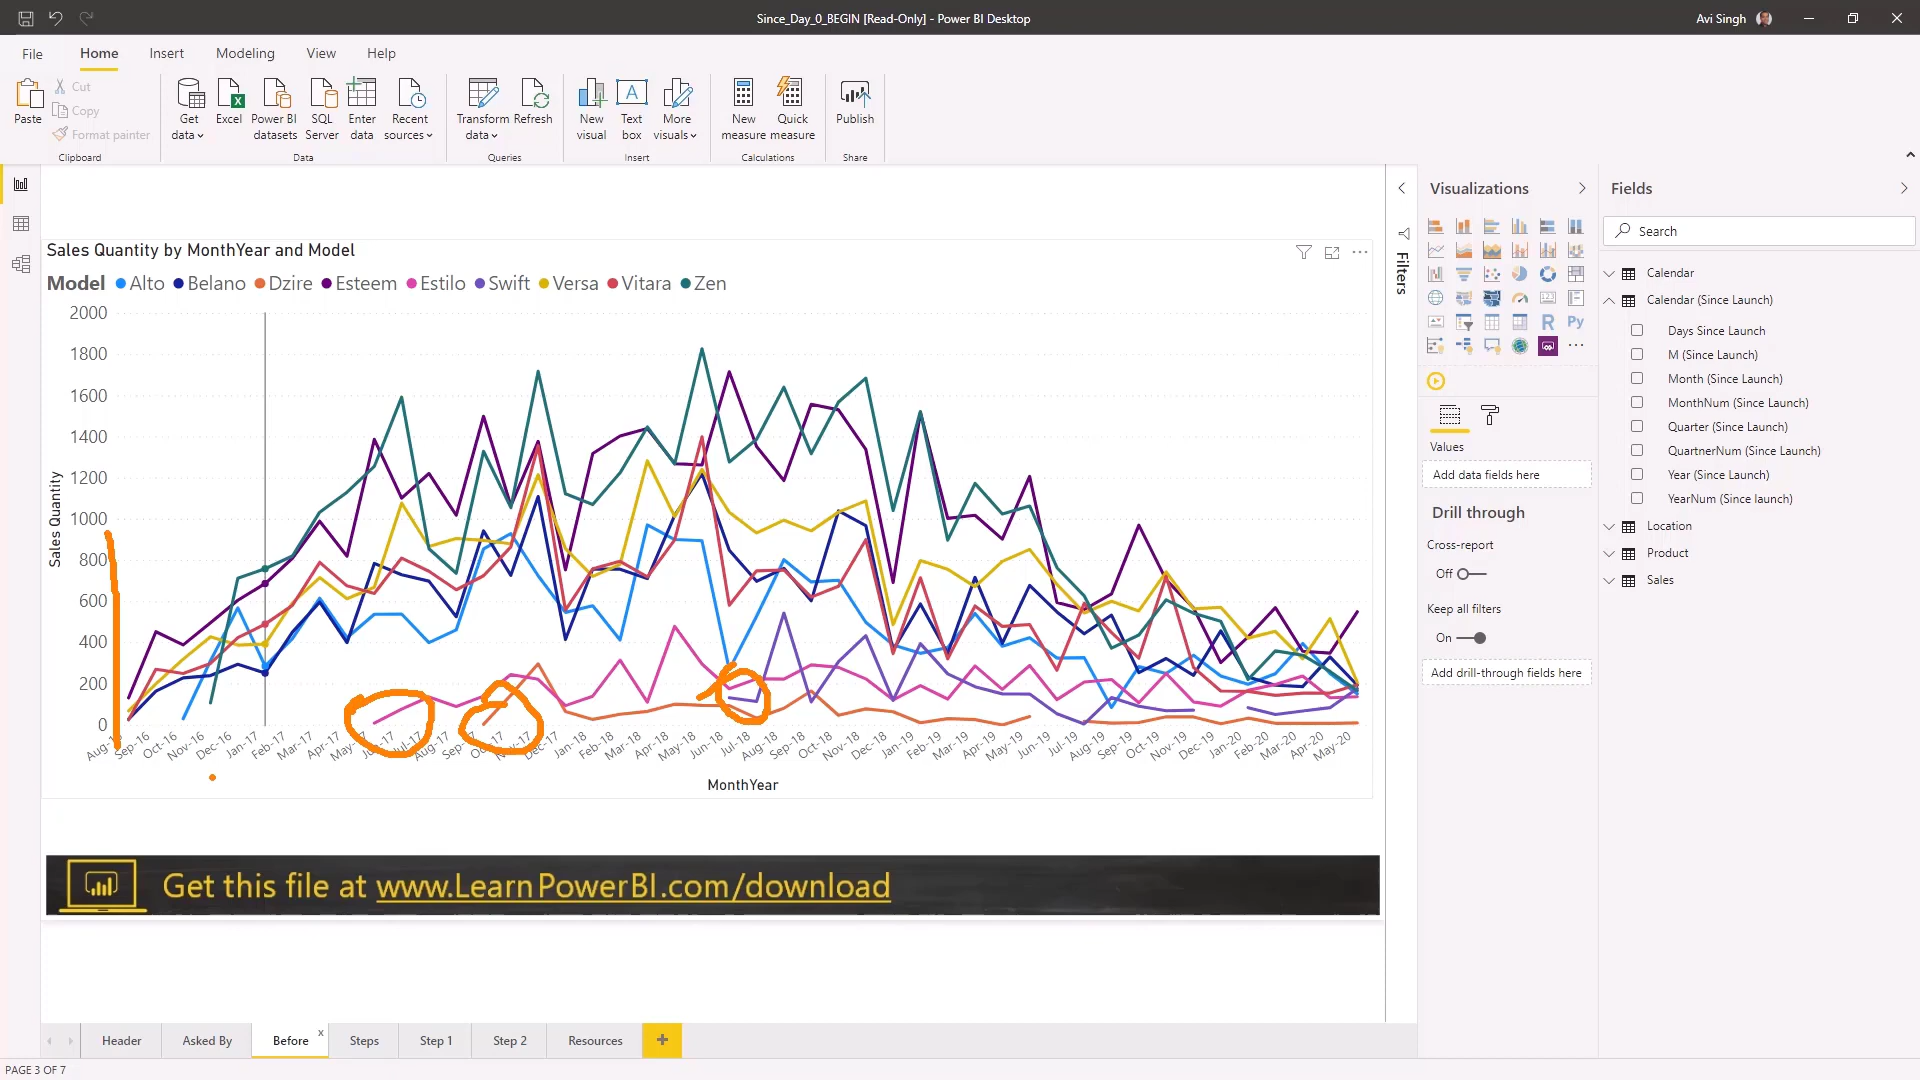 Since_Day_0_BEGIN [Read-Only] - Power BI Desktop
Avi Singh
File Home Insert Modeling View Help
Paste
Cut
Copy
Format painter
Clipboard
Get data
Excel
Power BI datasets
SQL Server
Enter data
Recent sources
Data
Transform data
Refresh
Queries
New visual
Text box
More visuals
Insert
New measure
Quick measure
Calculations
Publish
Share
Sales Quantity by MonthYear and Model
Model Alto Belano Dzire Esteem Estilo Swift Versa Vitara Zen
Sales Quantity
2000
1800
1600
1400
1200
1000
800
600
400
200
0
Sep-16 Oct-16 Nov-16 Dec-16 Jan-17 Feb-17 Mar-17 Apr-17 Aug-17 Dec-17 Jan-18 Feb-18 Mar-18 Apr-18 May-18 Jun-18 Jul-18 Aug-18 Sep-18 Oct-18 Nov-18 Dec-18 Jan-19 Feb-19 Mar-19 Apr-19 May-19 Jun-19 Jul-19 Aug-19 Sep-19 Oct-19 Nov-19 Dec-19 Jan-20 Feb-20 Mar-20 Apr-20 May-20
MonthYear
Get this file at www.LearnPowerBI.com/download
Filters
Visualizations
R Py
123
Values
Add data fields here
Drill through
Cross-report
Off
Keep all filters
On
Add drill-through fields here
Fields
Search
Calendar
Calendar (Since Launch)
Days Since Launch
M (Since Launch)
Month (Since Launch)
MonthNum (Since Launch)
Quarter (Since Launch)
QuartnerNum (Since Launch)
Year (Since Launch)
YearNum (Since launch)
Location
Product
Sales
Header Asked By Before x Steps Step 1 Step 2 Resources +
PAGE 3 OF 7